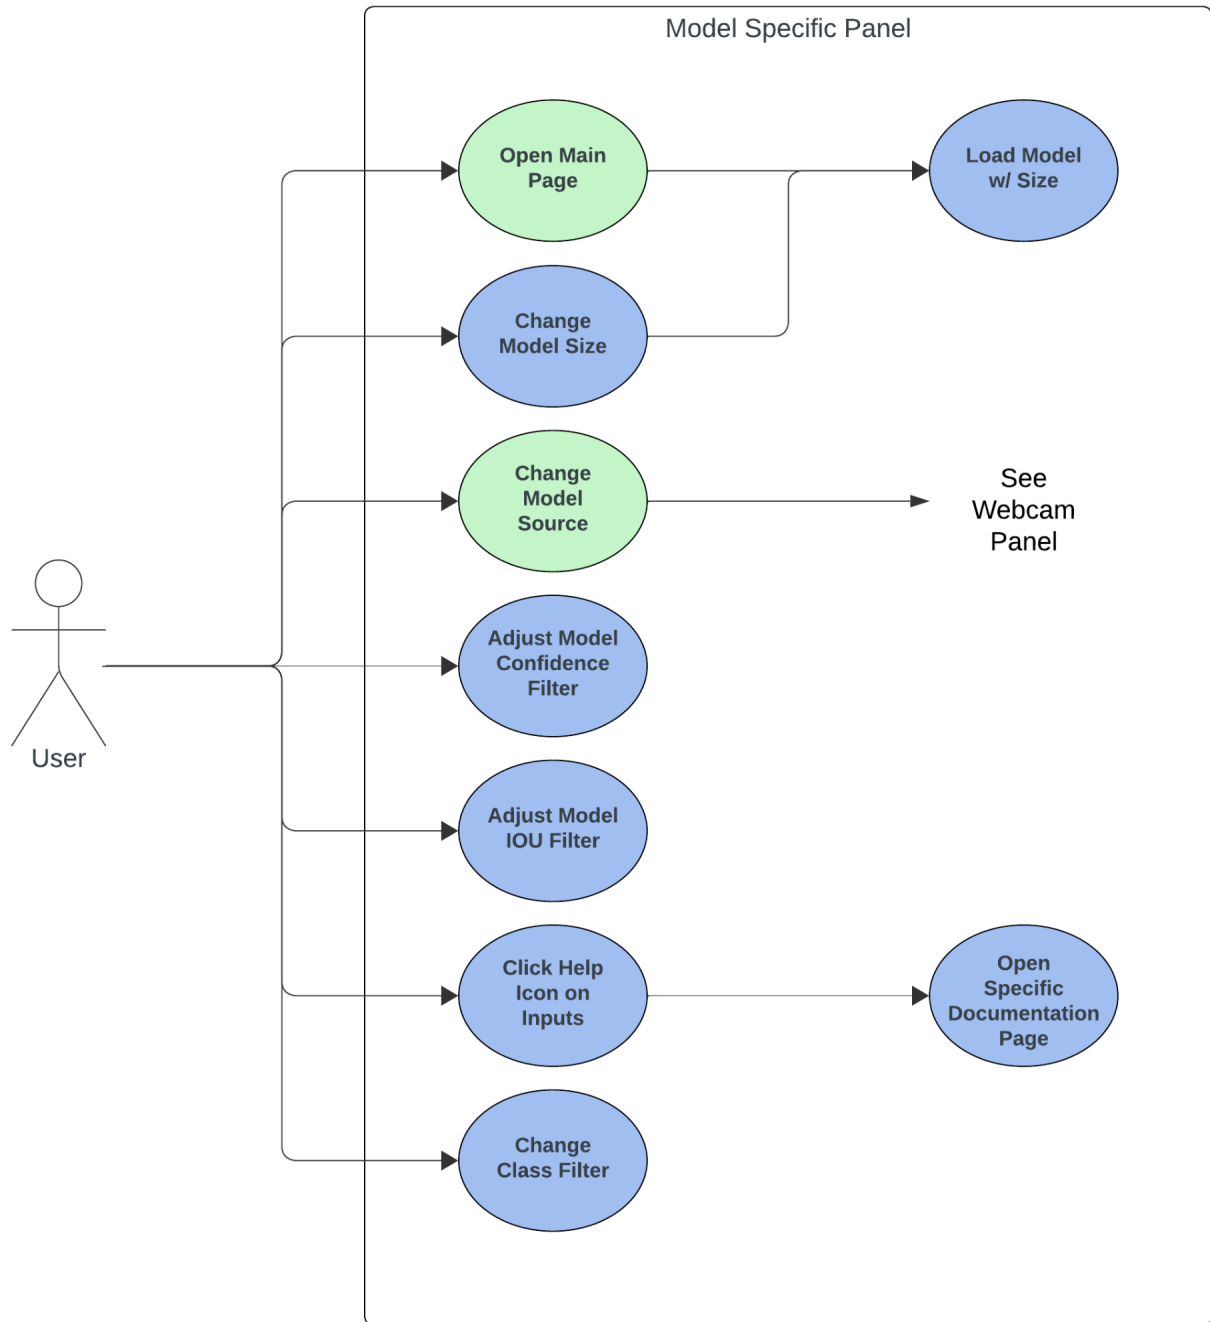 Model Specific Panel
Open Main
Page
Load Model
w/ Size
Change
Model Size
Change
Model
Source
See
Webcam
Panel
Adjust Model
Confidence
Filter
User
Adjust Model
IOU Filter
Click Help
Icon on
Inputs
Open
Specific
Documentation
Page
Change
Class Filter